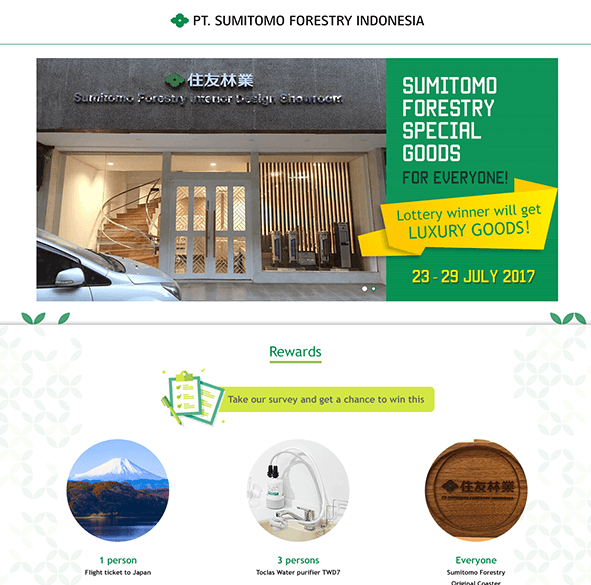 PT. SUMITOMO FORESTRY INDONESIA
住友林業
Sumitomo Forestry Interior Design Showroom
SUMITOMO
FORESTRY
SPECIAL
GOODS
FOR EVERYONE!
Lottery winner will get
LUXURY GOODS!
23 - 29 JULY 2017
Rewards
Take our survey and get a chance to win this
住友林業
1 person
Flight ticket to Japan
3 persons
Toclas Water purifier TWD7
Everyone
Sumitomo Forestry
Original Coaster